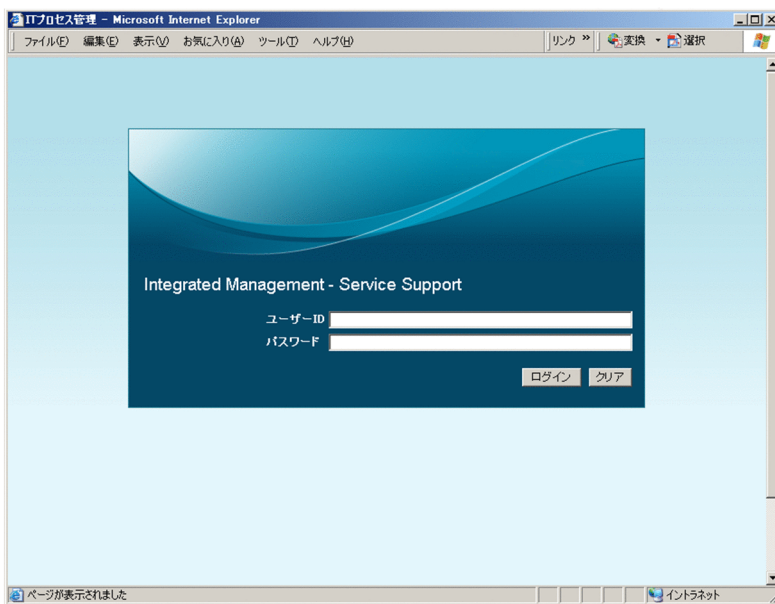 ITプロセス管理 - Microsoft Internet Explorer
ファイル(F) 編集(E) 表示(V) お気に入り(A) ツール(T) ヘルプ(H) リンク » 変換 選択
Integrated Management - Service Support
ユーザーID
パスワード
ログイン クリア
ページが表示されました イントラネット